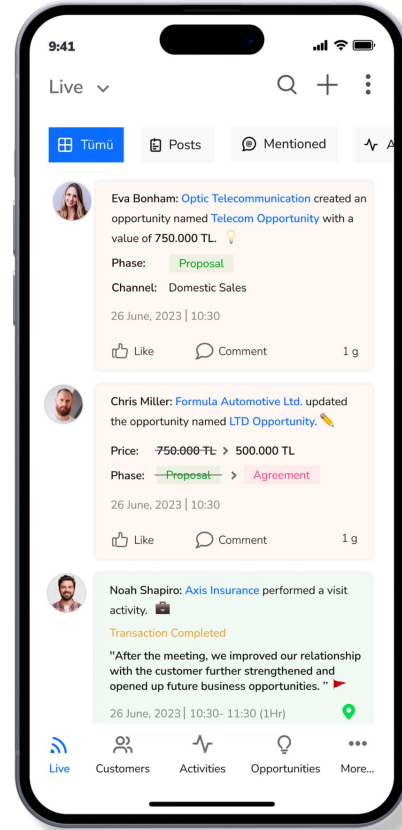 9:41
Live
Tümü
Posts
Mentioned
A
Eva Bonham: Optic Telecommunication created an
opportunity named Telecom Opportunity with a
value of 750.000 TL.
Phase: Proposal
Channel: Domestic Sales
26 June, 2023 | 10:30
Like Comment 1 g
Chris Miller: Formula Automotive Ltd. updated
the opportunity named LTD Opportunity.
Price: 750.000 TL > 500.000 TL
Phase: Proposal > Agreement
26 June, 2023 | 10:30
Like Comment 1 g
Noah Shapiro: Axis Insurance performed a visit
activity.
Transaction Completed
"After the meeting, we improved our relationship
with the customer further strengthened and
opened up future business opportunities. "
26 June, 2023 | 10:30- 11:30 (1Hr)
Live Customers Activities Opportunities More...